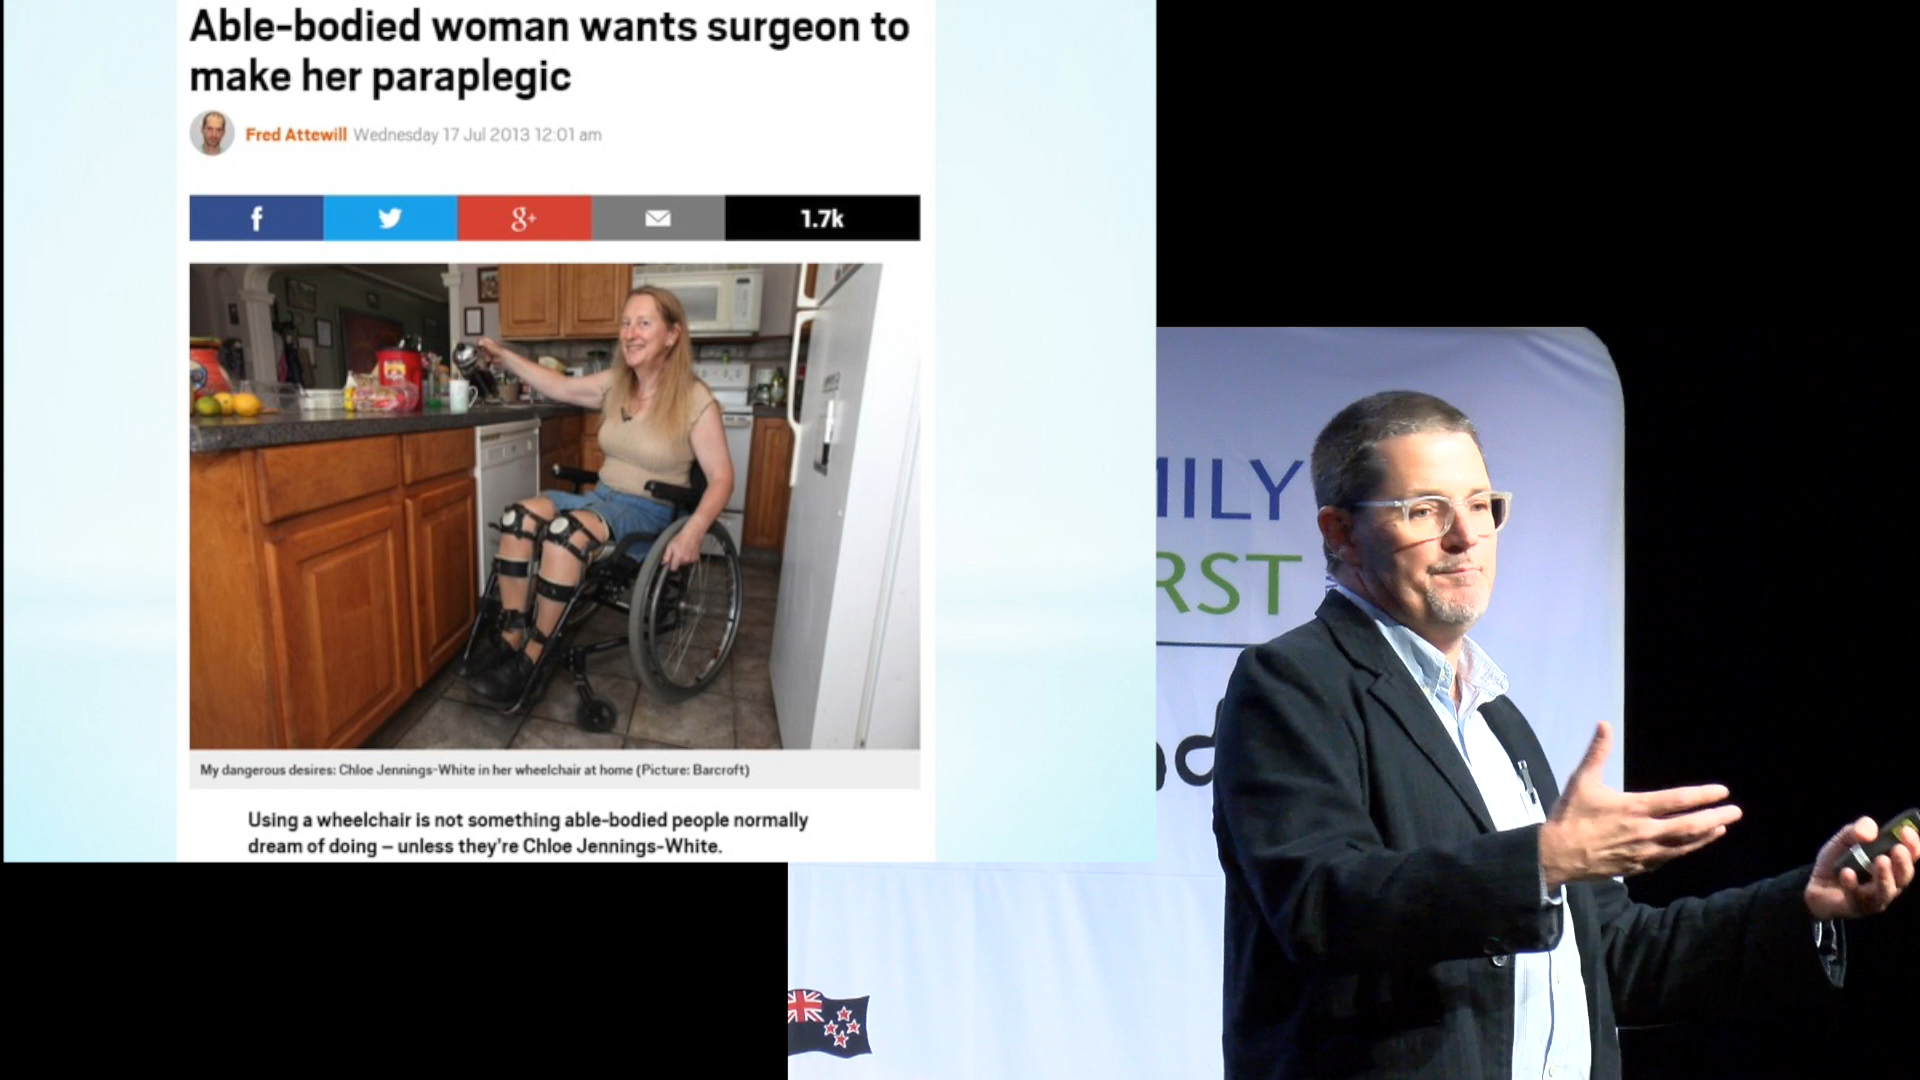 Able-bodied woman wants surgeon to
make her paraplegic
Fred Attewill Wednesday 17 Jul 2013 12:01 am
f
g+
1.7k
My dangerous desires: Chloe Jennings-White in her wheelchair at home (Picture: Barcroft)
Using a wheelchair is not something able-bodied people normally
dream of doing – unless they're Chloe Jennings-White.
MILY
RST